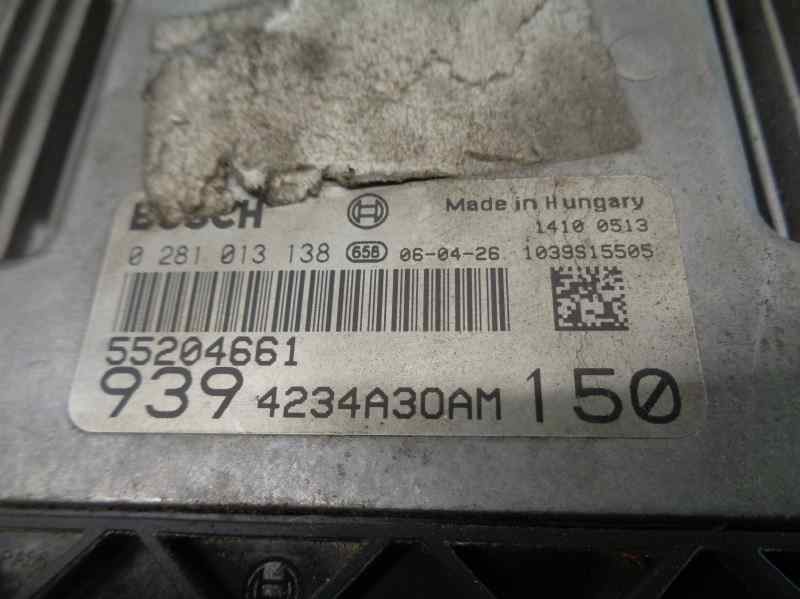 BOSCH Made in Hungary
1410 0513
0 281 013 138 658 06-04-26 1039S15505
55204661
939 4234A30AM 150